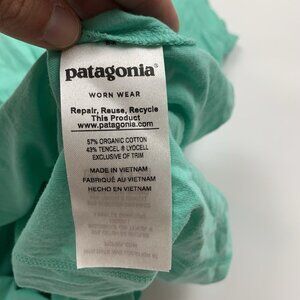 patagonia®
WORN WEAR
Repair, Reuse, Recycle
This Product
www.patagonia.com
57% ORGANIC COTTON
43% TENCEL ® LYOCELL
EXCLUSIVE OF TRIM
MADE IN VIETNAM
FABRIQUÉ AU VIETNAM
HECHO EN VIETNAM